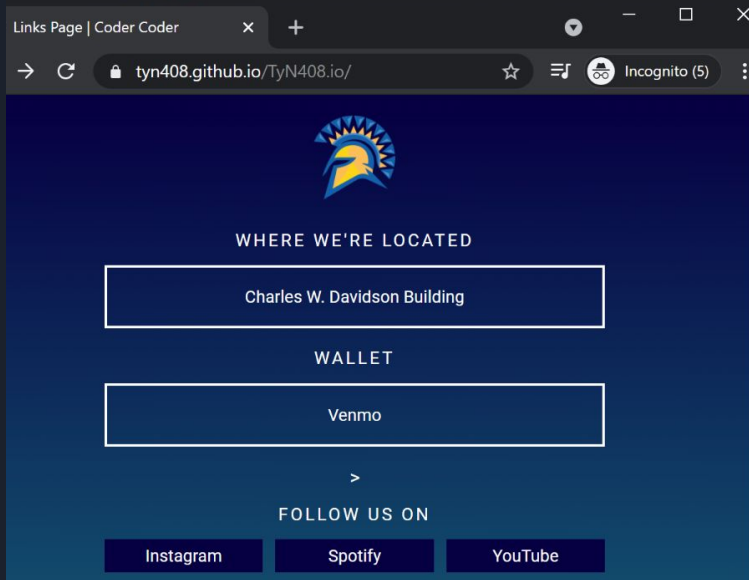 Links Page | Coder Coder
tyn408.github.io/TyN408.io/
Incognito (5)
WHERE WE'RE LOCATED
Charles W. Davidson Building
WALLET
Venmo
>
FOLLOW US ON
Instagram Spotify YouTube